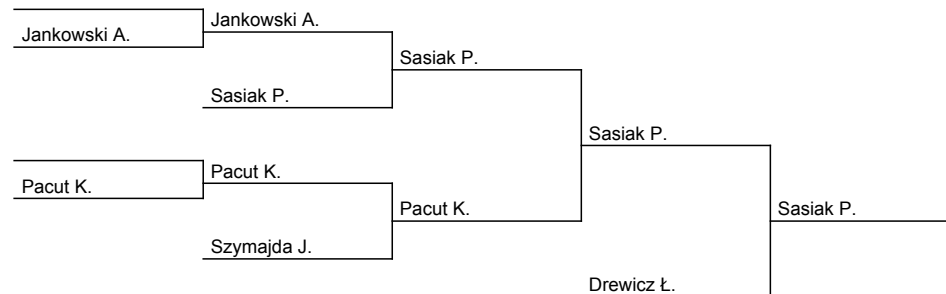 Jankowski A.
Jankowski A.
Sasiak P.
Sasiak P.
Sasiak P.
Pacut K.
Pacut K.
Pacut K.
Sasiak P.
Szymajda J.
Drewicz Ł.